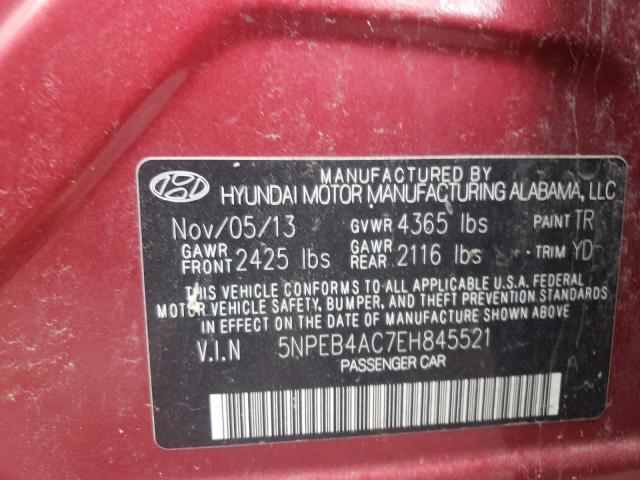 MANUFACTURED BY
HYUNDAI MOTOR MANUFACTURING ALABAMA, LLC
Nov/05/13 GVWR 4365 lbs PAINT TR
GAWR FRONT 2425 lbs GAWR REAR 2116 lbs TRIM YD
THIS VEHICLE CONFORMS TO ALL APPLICABLE U.S.A. FEDERAL
MOTOR VEHICLE SAFETY, BUMPER, AND THEFT PREVENTION STANDARDS
IN EFFECT ON THE DATE OF MANUFACTURE SHOWN ABOVE
V.I.N 5NPEB4AC7EH845521
PASSENGER CAR